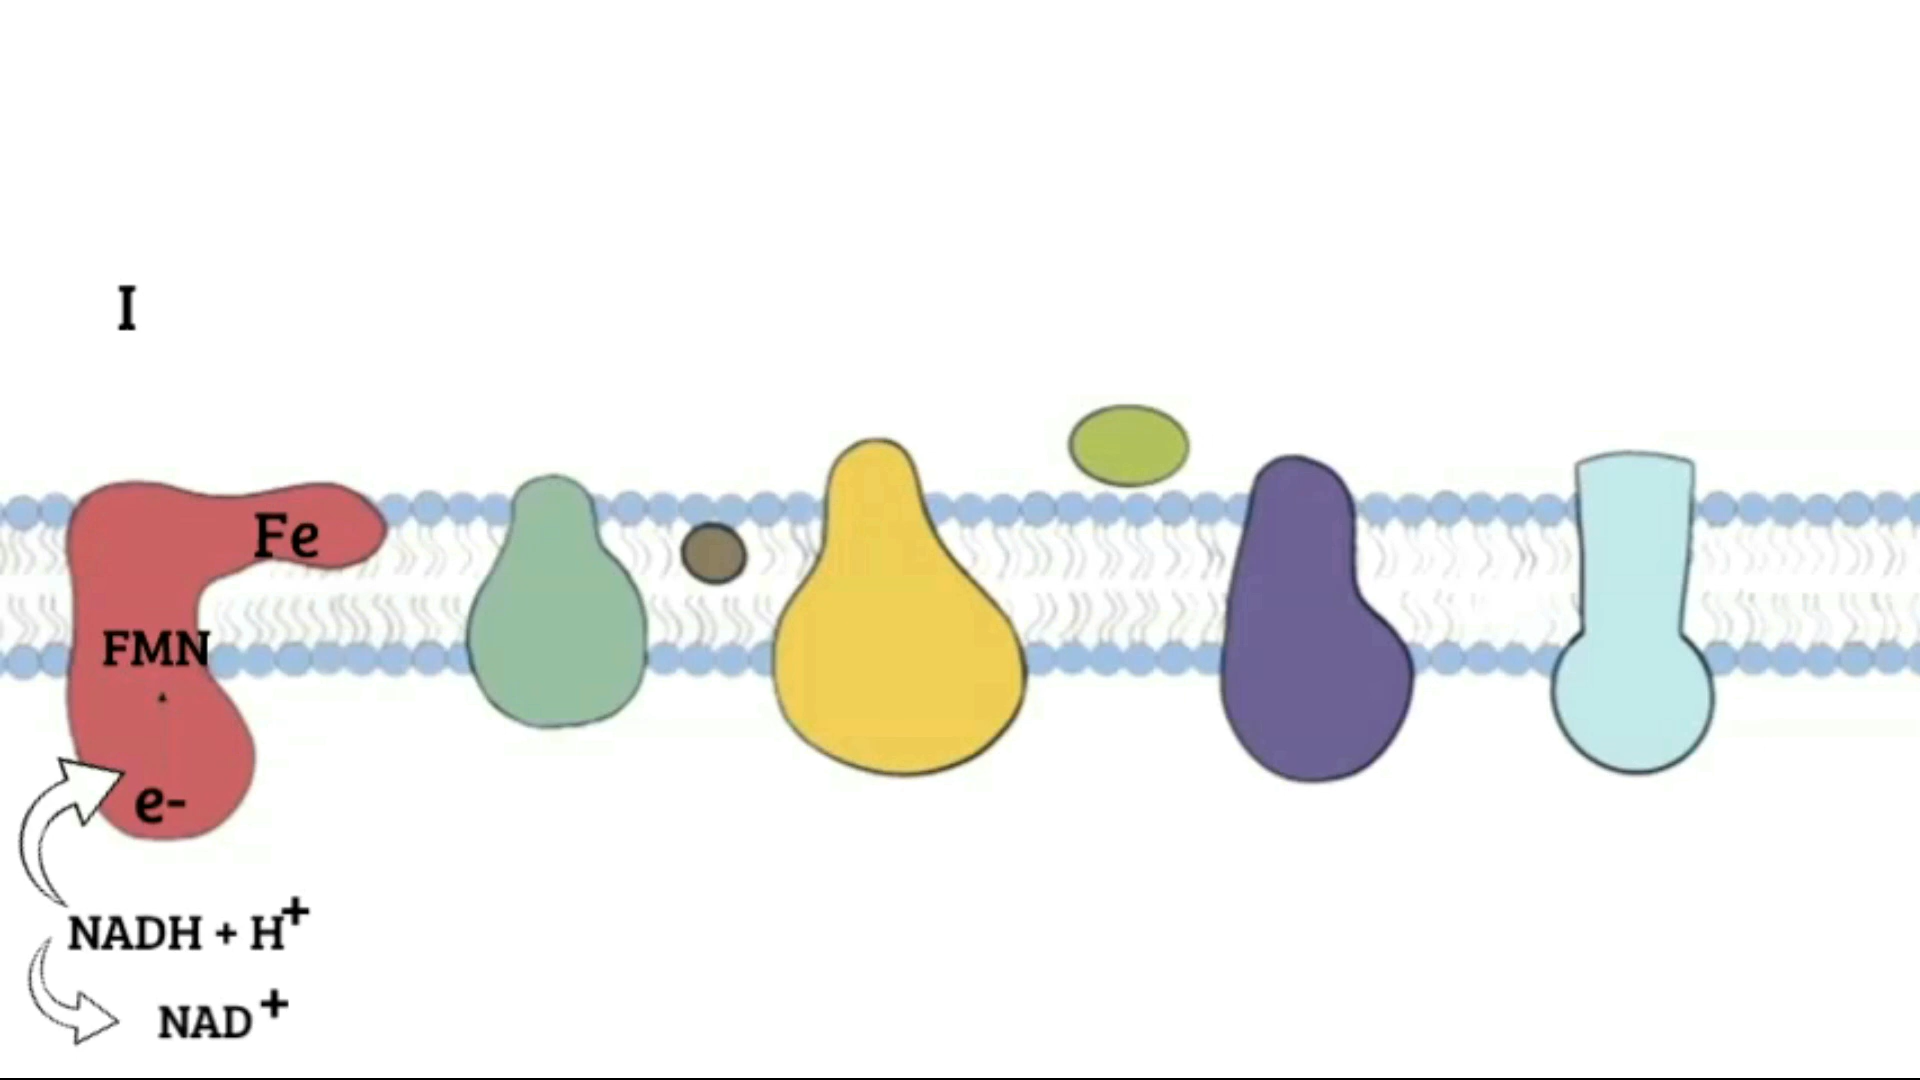 I
Fe
FMN
e-
NADH + H+
NAD+